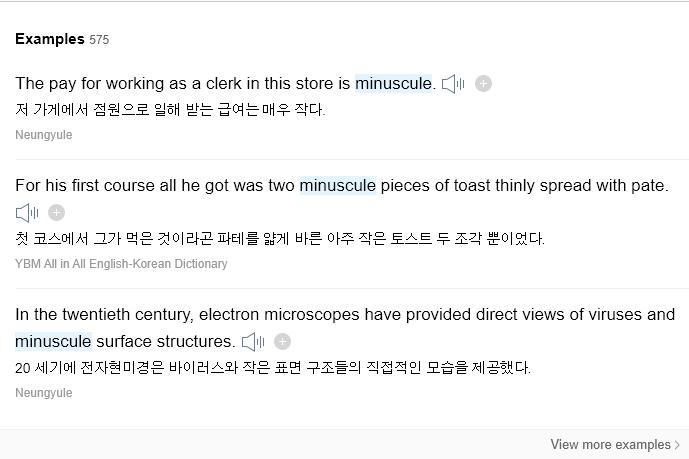 Examples 575
The pay for working as a clerk in this store is minuscule.
저 가게에서 점원으로 일해 받는 급여는 매우 작다.
Neungyule
For his first course all he got was two minuscule pieces of toast thinly spread with pate.
첫 코스에서 그가 먹은 것이라곤 파테를 얇게 바른 아주 작은 토스트 두 조각 뿐이었다.
YBM All in All English-Korean Dictionary
In the twentieth century, electron microscopes have provided direct views of viruses and
minuscule surface structures.
20 세기에 전자현미경은 바이러스와 작은 표면 구조들의 직접적인 모습을 제공했다.
Neungyule
View more examples